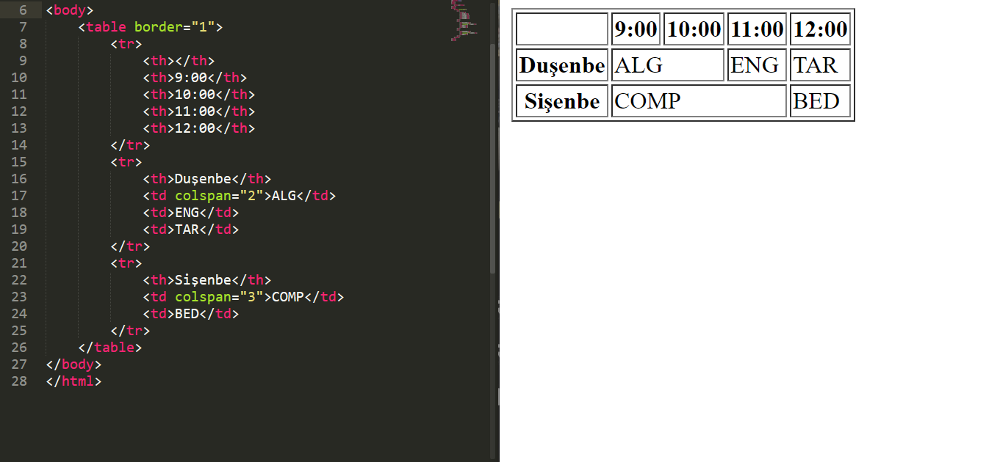 6 <body>
7 <table border="1">
8 <tr>
9 <th></th>
10 <th>9:00</th>
11 <th>10:00</th>
12 <th>11:00</th>
13 <th>12:00</th>
14 </tr>
15 <tr>
16 <th>Duşenbe</th>
17 <td colspan="2">ALG</td>
18 <td>ENG</td>
19 <td>TAR</td>
20 </tr>
21 <tr>
22 <th>Sişenbe</th>
23 <td colspan="3">COMP</td>
24 <td>BED</td>
25 </tr>
26 </table>
27 </body>
28 </html>
9:00 10:00 11:00 12:00
Duşenbe ALG ENG TAR
Sişenbe COMP BED